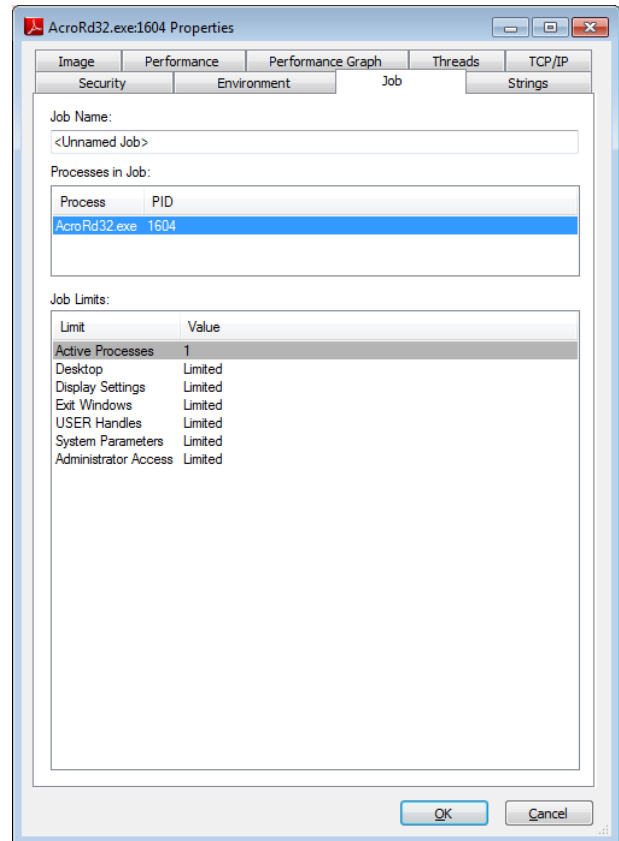 AcroRd32.exe:1604 Properties
Image Performance Performance Graph Threads TCP/IP
Security Environment Job Strings
Job Name:
<Unnamed Job>
Processes in Job:
Process PID
AcroRd32.exe 1604
Job Limits:
Limit Value
Active Processes 1
Desktop Limited
Display Settings Limited
Exit Windows Limited
USER Handles Limited
System Parameters Limited
Administrator Access Limited
OK Cancel